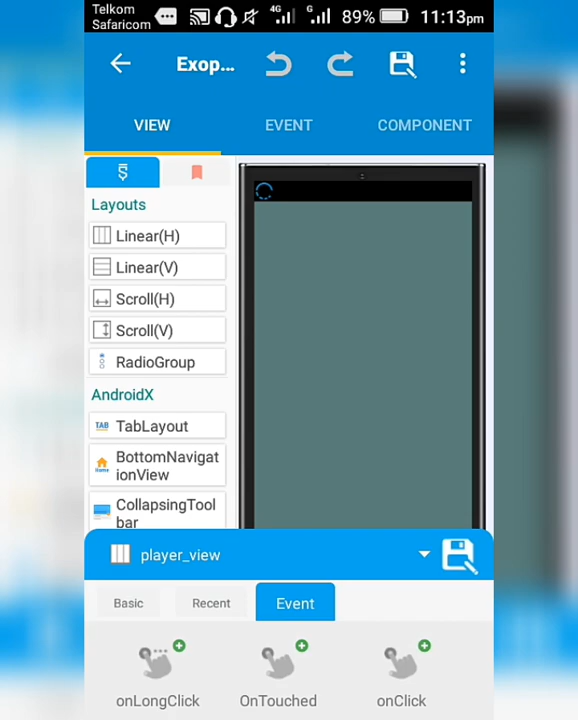 Telkom
Safaricom
4G
G
89%
11:13pm
Exop...
VIEW
EVENT
COMPONENT
Layouts
Linear(H)
Linear(V)
Scroll(H)
Scroll(V)
RadioGroup
AndroidX
TAB TabLayout
BottomNavigat
ionView
CollapsingTool
bar
player_view
Basic
Recent
Event
onLongClick
OnTouched
onClick